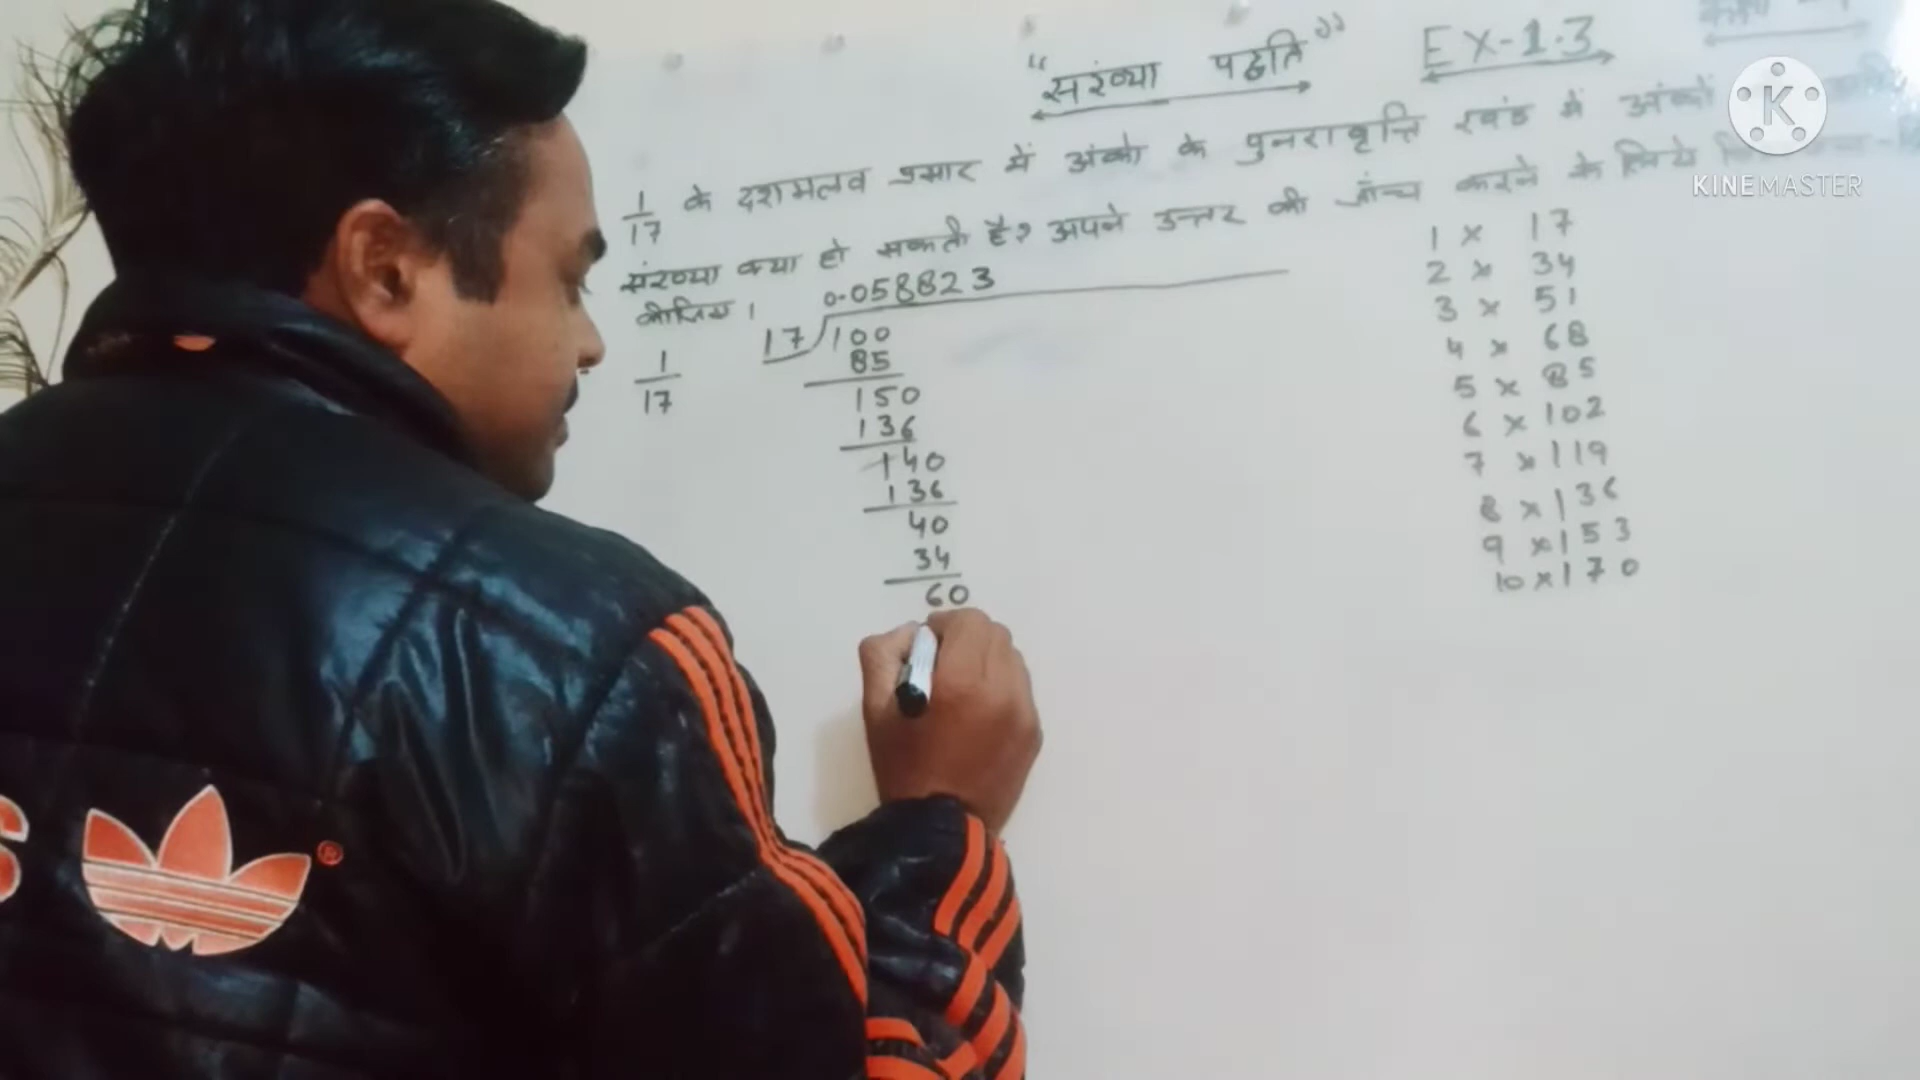 "संख्या पद्धति" EX-1.3
1/17 के दशमलव प्रसार में अंको के पुनरावृत्ति खंड में अंको
संख्या क्या हो सकती है? अपने उत्तर की जाँच करने के लिये
कीजिए।
0.058823
17 100
1/17
85
150
136
140
136
40
34
60
1 × 17
2 × 34
3 × 51
4 × 68
5 × 85
6 × 102
7 × 119
8 × 136
9 × 153
10 × 170
KINEMASTER